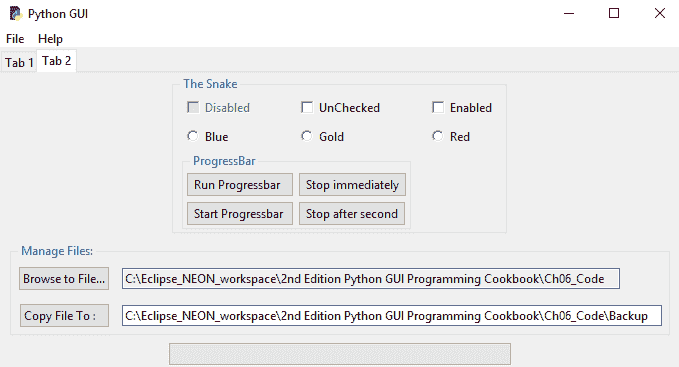 Python GUI
File Help
Tab 1 Tab 2
The Snake
Disabled UnChecked Enabled
Blue Gold Red
ProgressBar
Run Progressbar Stop immediately
Start Progressbar Stop after second
Manage Files:
Browse to File... C:\Eclipse_NEON_workspace\2nd Edition Python GUI Programming Cookbook\Ch06_Code
Copy File To : C:\Eclipse_NEON_workspace\2nd Edition Python GUI Programming Cookbook\Ch06_Code\Backup